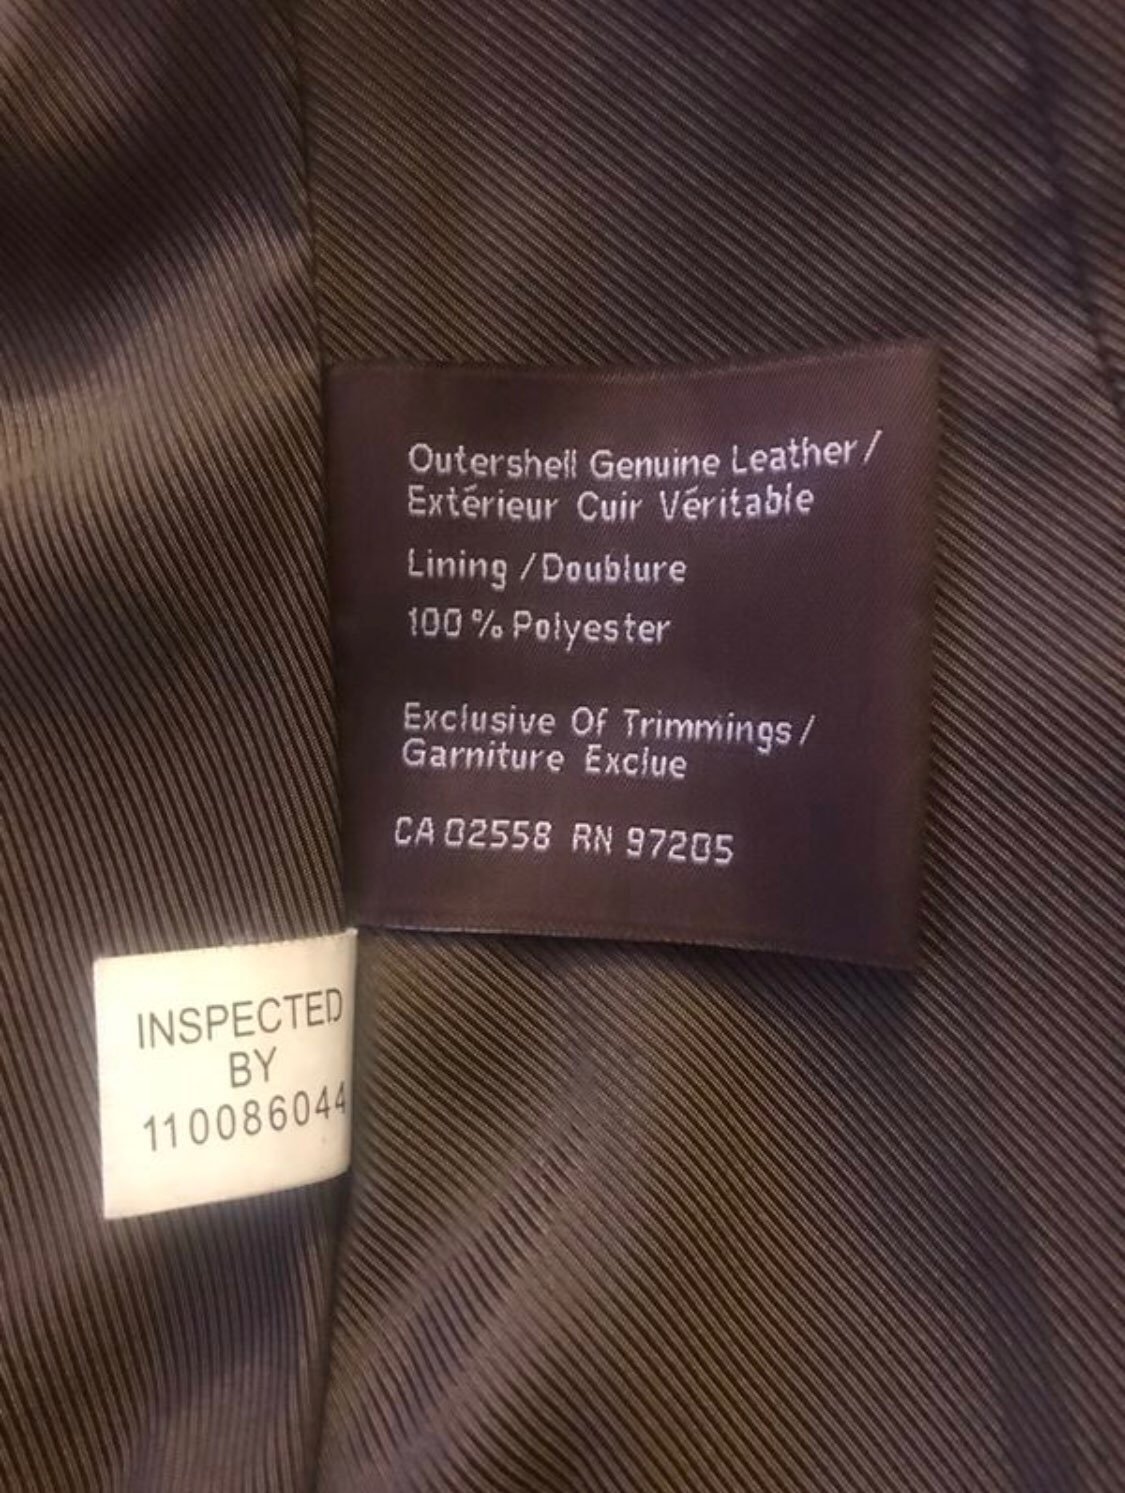 Outershell Genuine Leather/
Extérieur Cuir Véritable
Lining /Doublure
100 % Polyester
Exclusive Of Trimmings/
Garniture Exclue
CA 02558 RN 97205
INSPECTED
BY
110086044